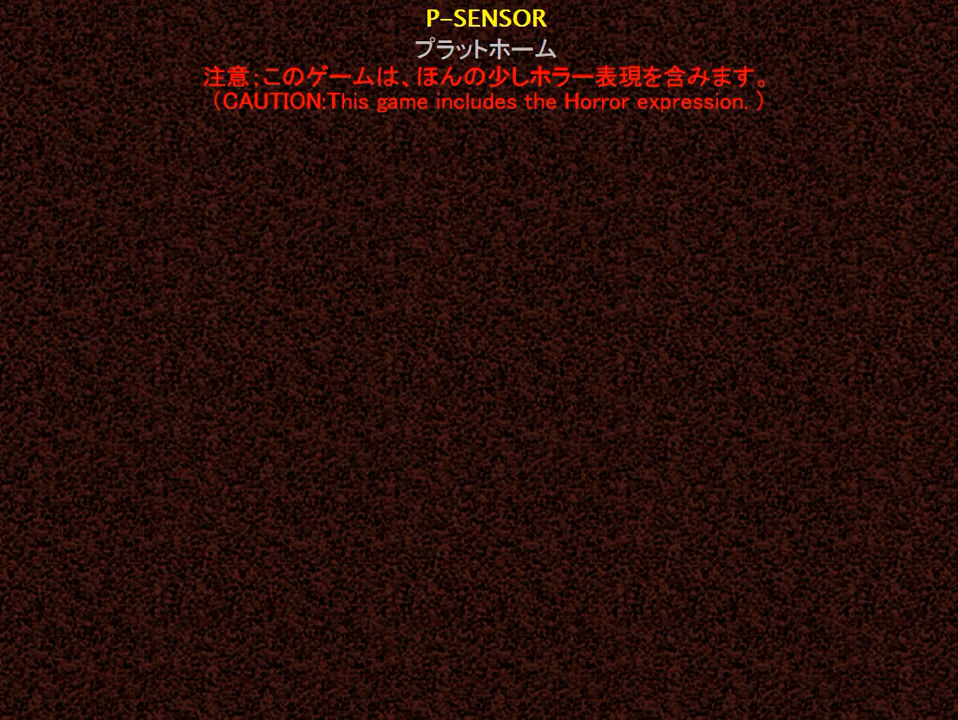 P-SENSOR
プラットホーム
注意;このゲームは、ほんの少しホラー表現を含みます。
（CAUTION:This game includes the Horror expression. ）